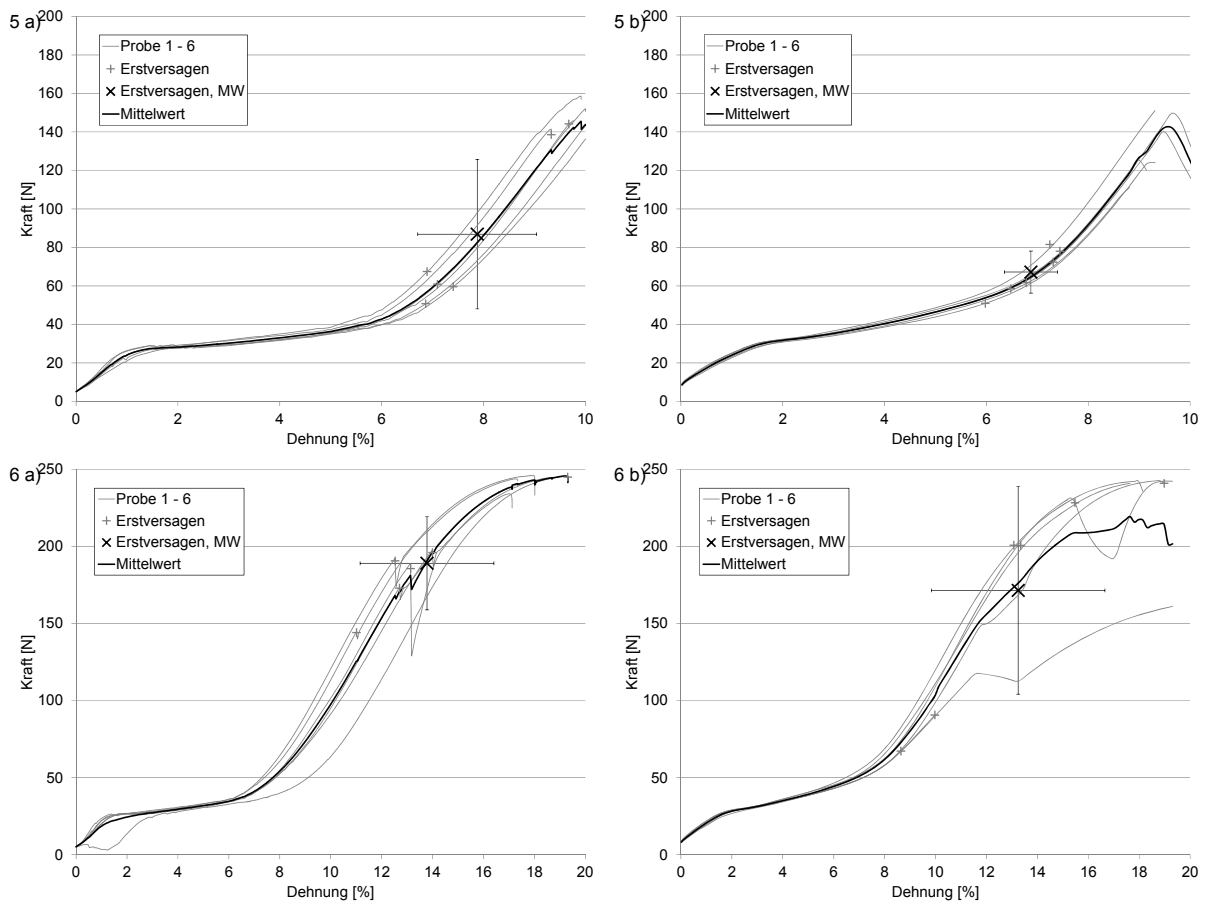 5 a)
200
180
160
140
120
100
80
60
40
20
0
Kraft [N]
Probe 1 - 6
Erstversagen
Erstversagen, MW
Mittelwert
0 2 4 6 8 10
Dehnung [%]
5 b)
200
180
160
140
120
100
80
60
40
20
0
Kraft [N]
Probe 1 - 6
Erstversagen
Erstversagen, MW
Mittelwert
0 2 4 6 8 10
Dehnung [%]
6 a)
250
200
150
100
50
0
Kraft [N]
Probe 1 - 6
Erstversagen
Erstversagen, MW
Mittelwert
0 2 4 6 8 10 12 14 16 18 20
Dehnung [%]
6 b)
250
200
150
100
50
0
Kraft [N]
Probe 1 - 6
Erstversagen
Erstversagen, MW
Mittelwert
0 2 4 6 8 10 12 14 16 18 20
Dehnung [%]